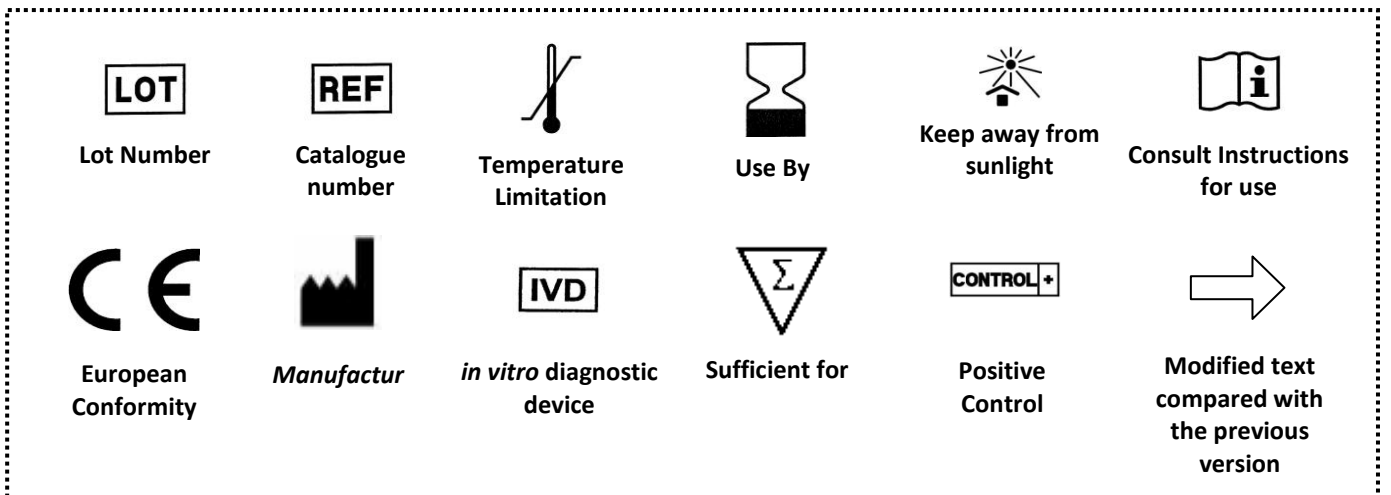 LOT
REF
i
Lot Number
Catalogue
number
Temperature
Limitation
Use By
Keep away from
sunlight
Consult Instructions
for use
CE
IVD
Σ
CONTROL +
European
Conformity
Manufactur
in vitro diagnostic
device
Sufficient for
Positive
Control
Modified text
compared with
the previous
version